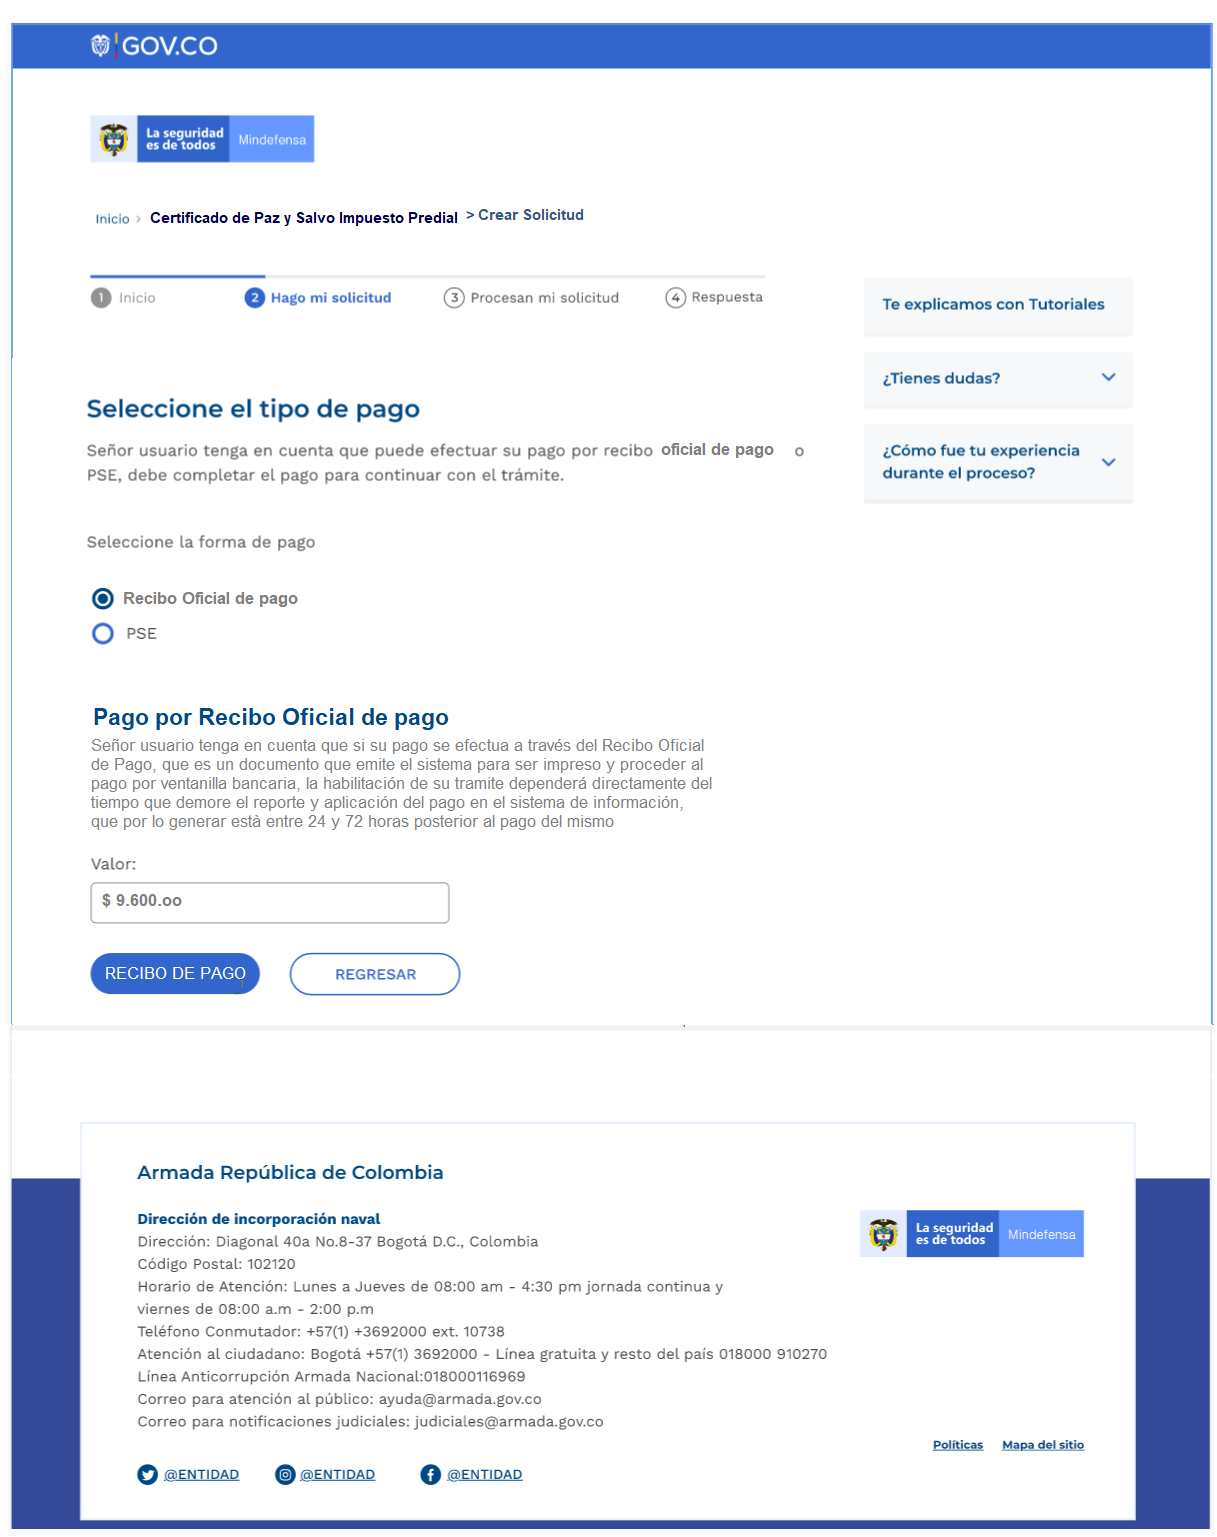 GOV.CO
La seguridad
es de todos
Mindefensa
Inicio > Certificado de Paz y Salvo Impuesto Predial > Crear Solicitud
1 Inicio
2 Hago mi solicitud
3 Procesan mi solicitud
4 Respuesta
Te explicamos con Tutoriales
¿Tienes dudas?
¿Cómo fue tu experiencia
durante el proceso?
Seleccione el tipo de pago
Señor usuario tenga en cuenta que puede efectuar su pago por recibo oficial de pago o
PSE, debe completar el pago para continuar con el trámite.
Seleccione la forma de pago
Recibo Oficial de pago
PSE
Pago por Recibo Oficial de pago
Señor usuario tenga en cuenta que si su pago se efectua a través del Recibo Oficial
de Pago, que es un documento que emite el sistema para ser impreso y proceder al
pago por ventanilla bancaria, la habilitación de su tramite dependerá directamente del
tiempo que demore el reporte y aplicación del pago en el sistema de información,
que por lo generar està entre 24 y 72 horas posterior al pago del mismo
Valor:
$ 9.600.oo
RECIBO DE PAGO
REGRESAR
Armada República de Colombia
Dirección de incorporación naval
Dirección: Diagonal 40a No.8-37 Bogotá D.C., Colombia
Código Postal: 102120
Horario de Atención: Lunes a Jueves de 08:00 am - 4:30 pm jornada continua y
viernes de 08:00 a.m - 2:00 p.m
Teléfono Conmutador: +57(1) +3692000 ext. 10738
Atención al ciudadano: Bogotá +57(1) 3692000 - Línea gratuita y resto del país 018000 910270
Línea Anticorrupción Armada Nacional:018000116969
Correo para atención al público: ayuda@armada.gov.co
Correo para notificaciones judiciales: judiciales@armada.gov.co
La seguridad
es de todos
Mindefensa
Políticas
Mapa del sitio
@ENTIDAD
@ENTIDAD
@ENTIDAD